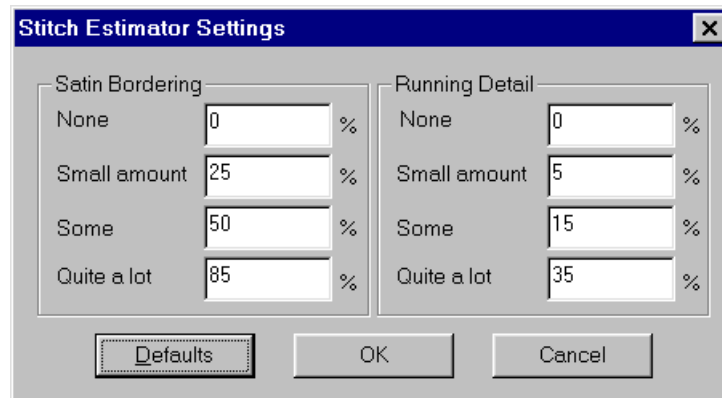 Stitch Estimator Settings
Satin Bordering
None 0 %
Small amount 25 %
Some 50 %
Quite a lot 85 %
Running Detail
None 0 %
Small amount 5 %
Some 15 %
Quite a lot 35 %
Defaults OK Cancel